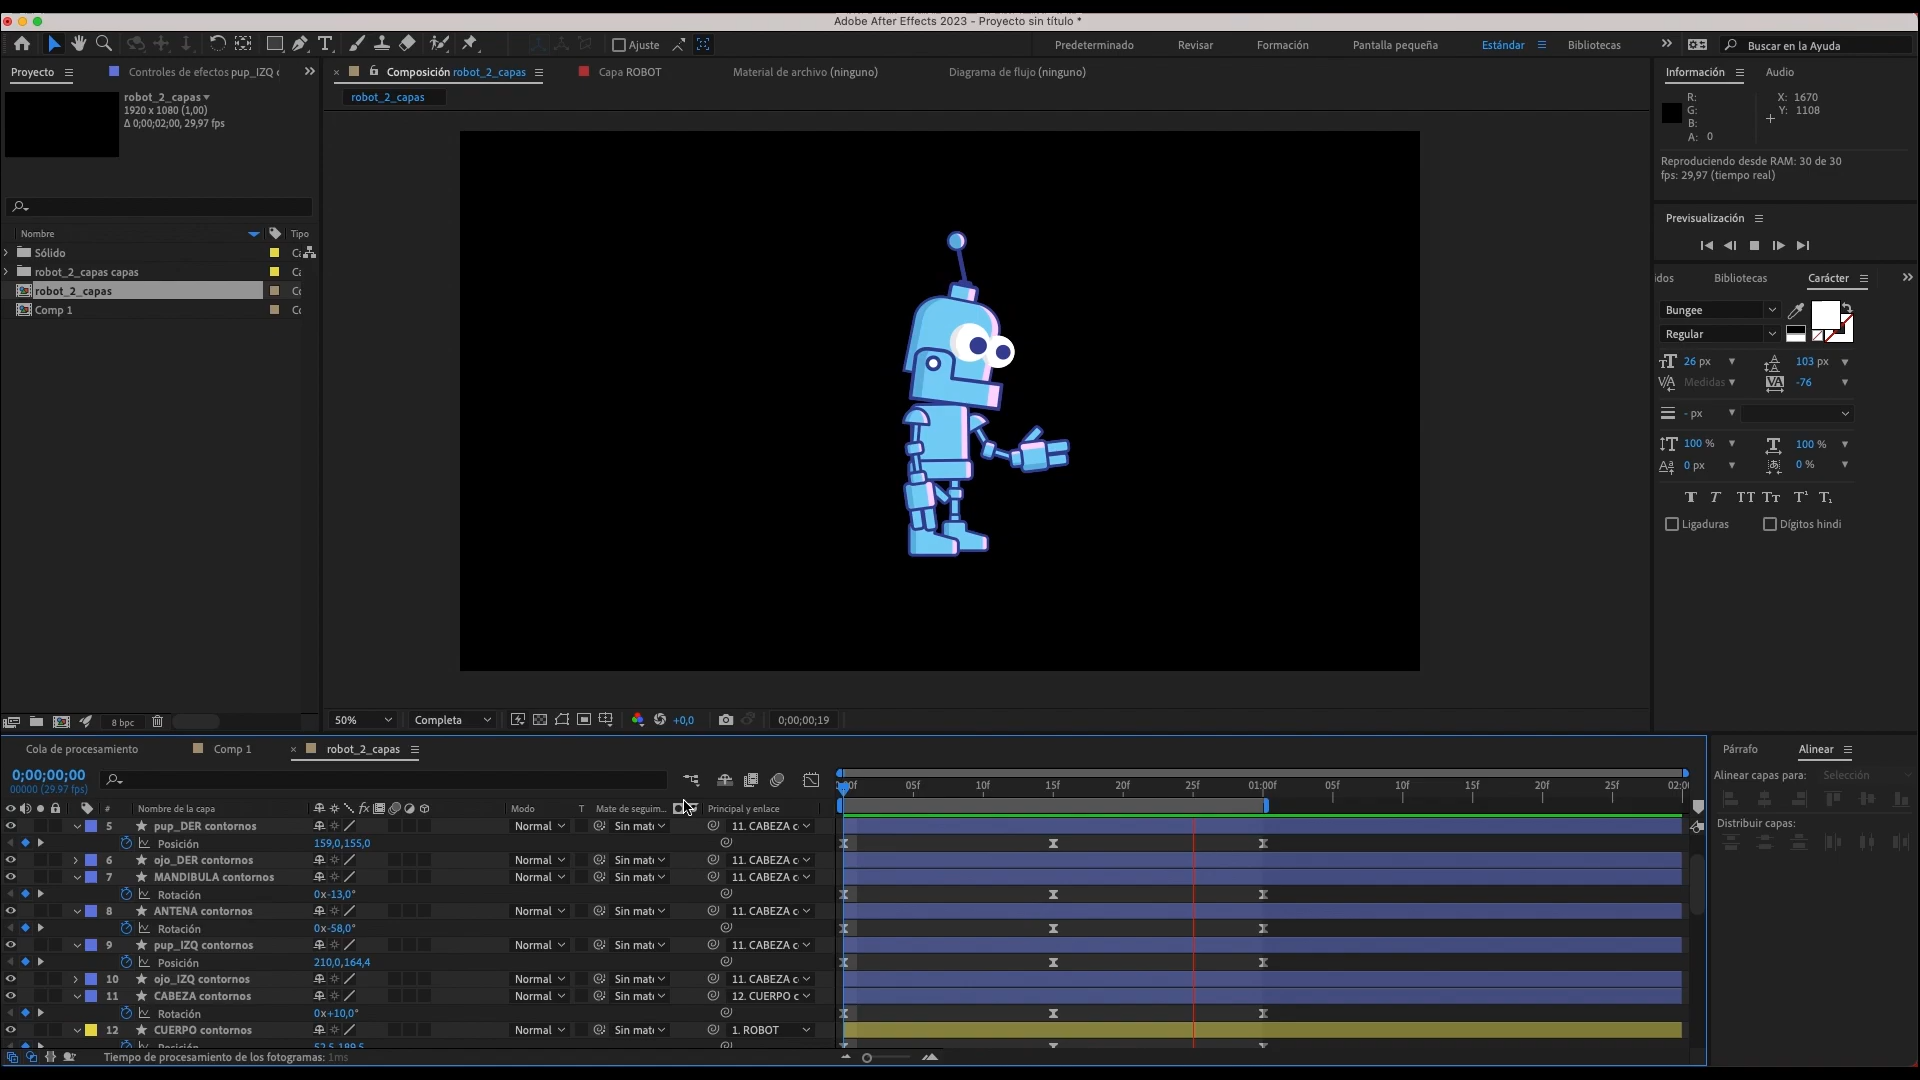 Adobe After Effects 2023 - Proyecto sin título *
Ajuste
Predeterminado
Revisar
Formación
Pantalla pequeña
Estándar
Bibliotecas
Buscar en la Ayuda
Proyecto
Controles de efectos pup_IZQ c
Composición robot_2_capas
Capa ROBOT
Material de archivo (ninguno)
Diagrama de flujo (ninguno)
robot_2_capas
robot_2_capas
1920 x 1080 (1,00)
Δ 0;00;02;00, 29,97 fps
Información
Audio
R:
G:
B:
A: 0
X: 1670
Y: 1108
Reproduciendo desde RAM: 30 de 30
fps: 29,97 (tiempo real)
Previsualización
Nombre
Tipo
Sólido
robot_2_capas capas
robot_2_capas
Comp 1
Bibliotecas
Carácter
Bungee
Regular
26 px
103 px
Medidas
-76
- px
100 %
100 %
0 px
0 %
T T TT Tт T¹ T₁
Ligaduras
Dígitos hindi
8 bpc
50%
Completa
+0,0
0;00;00;19
Cola de procesamiento
Comp 1
robot_2_capas
0;00;00;00
00000 (29.97 fps)
05f
10f
15f
20f
01:00f
05f
10f
15f
20f
25f
#
Nombre de la capa
Modo
T
Mate de seguim...
Principal y enlace
5 pup_DER contornos Normal Sin mat 11. CABEZA c
Posición 159,0,155,0
6 ojo_DER contornos Normal Sin mat 11. CABEZA c
7 MANDIBULA contornos Normal Sin mat 11. CABEZA c
Rotación 0x-13,0°
8 ANTENA contornos Normal Sin mat 11. CABEZA c
Rotación 0x-58,0°
9 pup_IZQ contornos Normal Sin mat 11. CABEZA c
Posición 210,0,164,4
10 ojo_IZQ contornos Normal Sin mat 11. CABEZA c
11 CABEZA contornos Normal Sin mat 12. CUERPO c
Rotación 0x+10,0°
12 CUERPO contornos Normal Sin mat 1. ROBOT
Tiempo de procesamiento de los fotogramas: 1ms
Párrafo
Alinear
Alinear capas para:
Selección
Distribuir capas: